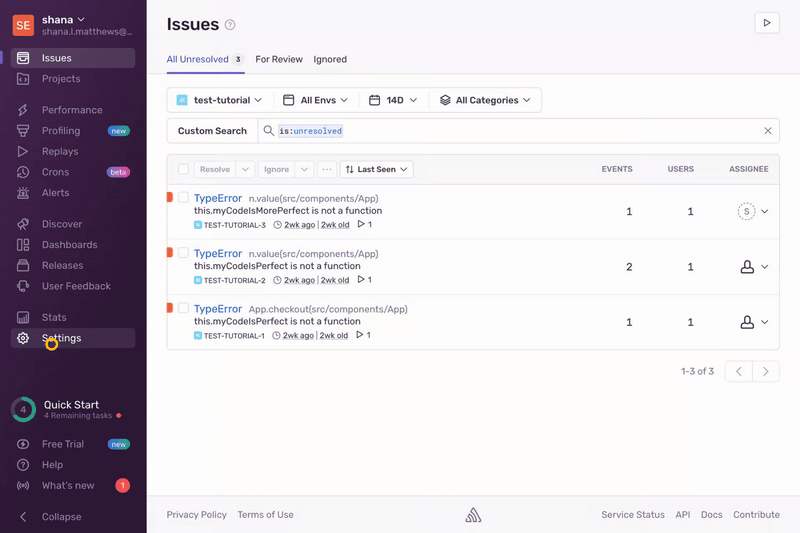 SE
shana
shana.l.matthews@...
Issues
Projects
Performance
Profiling new
Replays
Crons beta
Alerts
Discover
Dashboards
Releases
User Feedback
Stats
Settings
4
Quick Start
4 Remaining tasks
Free Trial new
Help
What's new 1
Collapse
Issues ?
All Unresolved 3 For Review Ignored
test-tutorial All Envs 14D All Categories
Custom Search is:unresolved
Resolve Ignore ... Last Seen EVENTS USERS ASSIGNEE
TypeError n.value(src/components/App)
this.myCodeIsMorePerfect is not a function
TEST-TUTORIAL-3 2wk ago | 2wk old 1
1 1 S
TypeError n.value(src/components/App)
this.myCodeIsPerfect is not a function
TEST-TUTORIAL-2 2wk ago | 2wk old 1
2 1
TypeError App.checkout(src/components/App)
this.myCodeIsPerfect is not a function
TEST-TUTORIAL-1 2wk ago | 2wk old 1
1 1
1-3 of 3
Privacy Policy Terms of Use Service Status API Docs Contribute